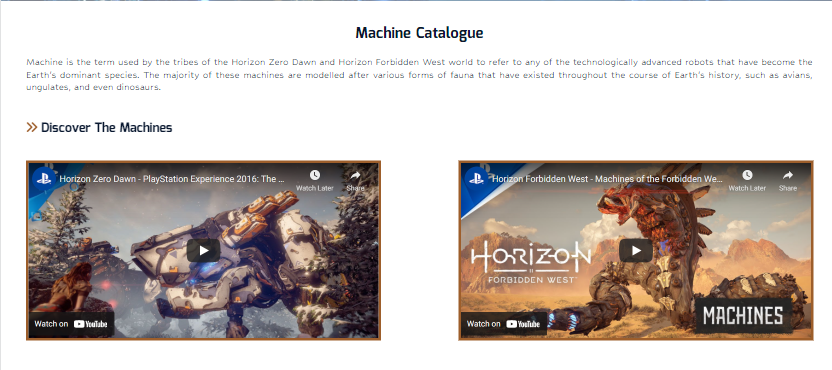 Machine Catalogue
Machine is the term used by the tribes of the Horizon Zero Dawn and Horizon Forbidden West world to refer to any of the technologically advanced robots that have become the
Earth's dominant species. The majority of these machines are modelled after various forms of fauna that have existed throughout the course of Earth's history, such as avians,
ungulates, and even dinosaurs.
Discover The Machines
Horizon Zero Dawn - PlayStation Experience 2016: The ...
Watch Later
Share
Watch on YouTube
Horizon Forbidden West - Machines of the Forbidden We...
Watch Later
Share
HORIZON
FORBIDDEN WEST
MACHINES
Watch on YouTube